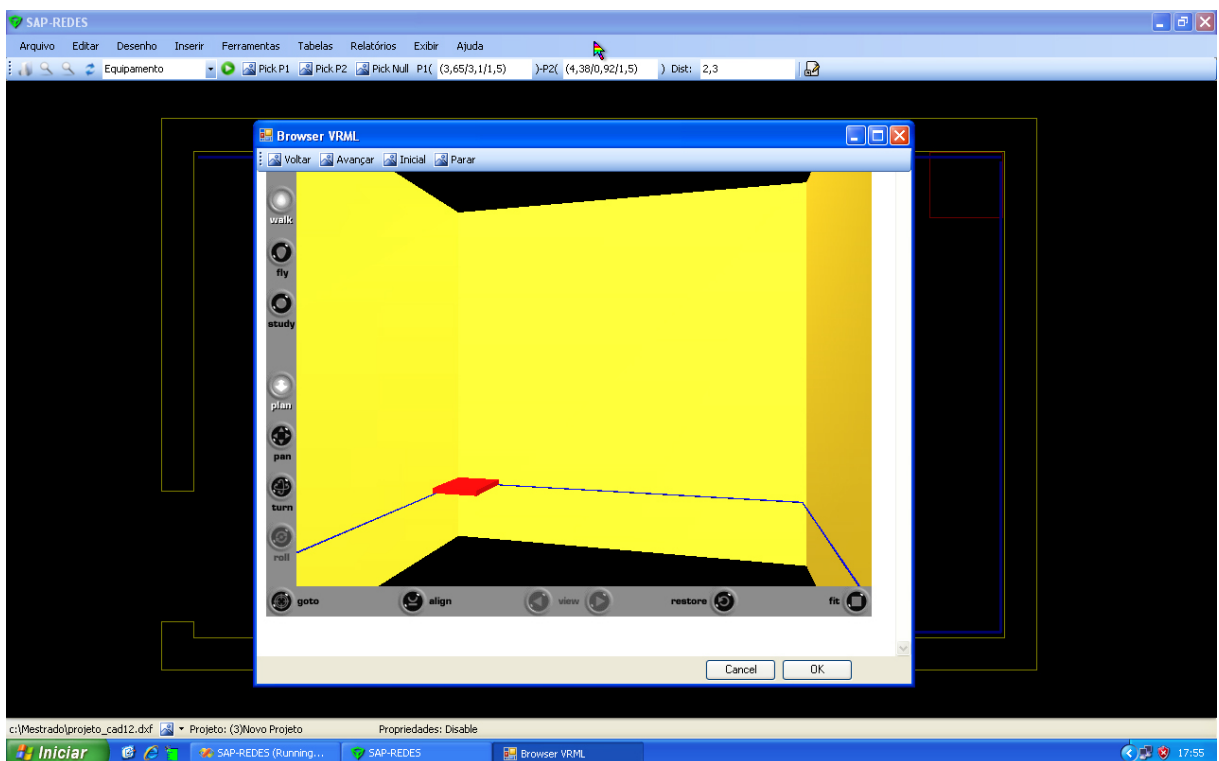 SAP-REDES
Arquivo Editar Desenho Inserir Ferramentas Tabelas Relatórios Exibir Ajuda
Equipamento Pick P1 Pick P2 Pick Null P1( (3,65/3,1/1,5) )-P2( (4,38/0,92/1,5) ) Dist: 2,3
Browser VRML
Voltar Avançar Inicial Parar
walk
fly
study
plan
pan
turn
roll
goto align view restore fit
Cancel OK
c:\Mestrado\projeto_cad12.dxf Projeto: (3)Novo Projeto Propriedades: Disable
Iniciar SAP-REDES (Running... SAP-REDES Browser VRML 17:55